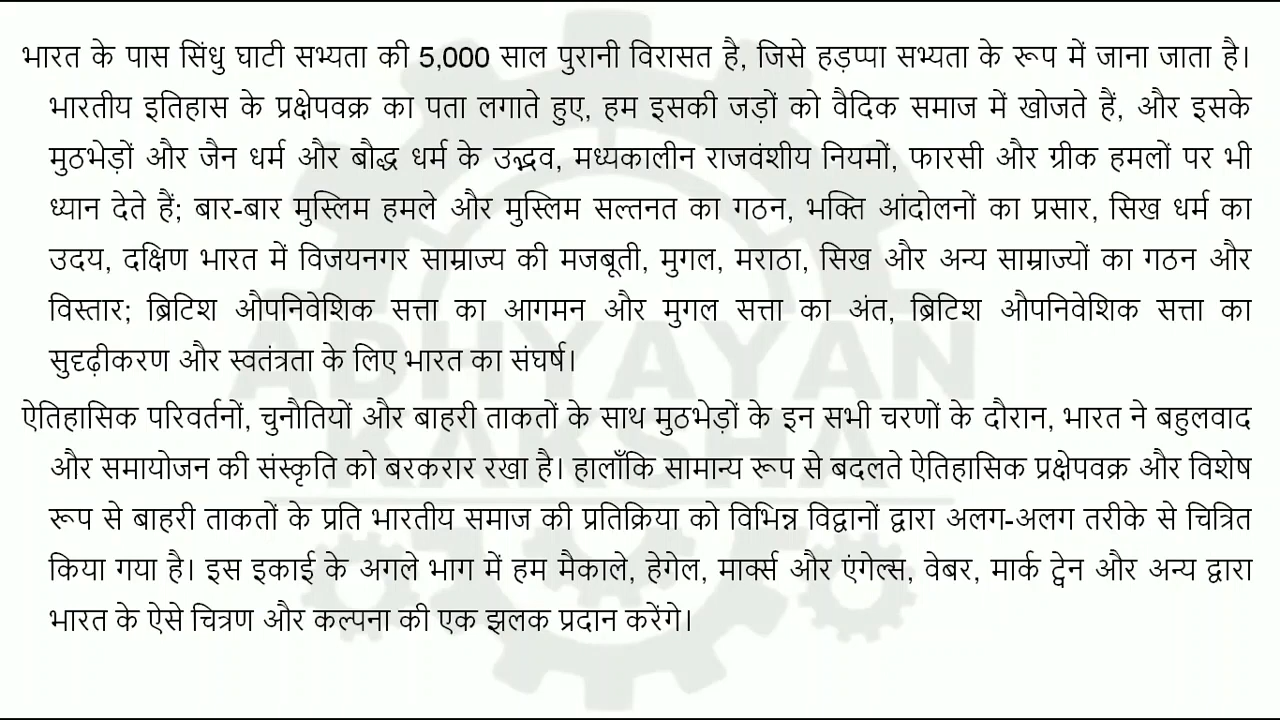 भारत के पास सिंधु घाटी सभ्यता की 5,000 साल पुरानी विरासत है, जिसे हड़प्पा सभ्यता के रूप में जाना जाता है।
भारतीय इतिहास के प्रक्षेपवक्र का पता लगाते हुए, हम इसकी जड़ों को वैदिक समाज में खोजते हैं, और इसके
मुठभेड़ों और जैन धर्म और बौद्ध धर्म के उद्भव, मध्यकालीन राजवंशीय नियमों, फारसी और ग्रीक हमलों पर भी
ध्यान देते हैं; बार-बार मुस्लिम हमले और मुस्लिम सल्तनत का गठन, भक्ति आंदोलनों का प्रसार, सिख धर्म का
उदय, दक्षिण भारत में विजयनगर साम्राज्य की मजबूती, मुगल, मराठा, सिख और अन्य साम्राज्यों का गठन और
विस्तार; ब्रिटिश औपनिवेशिक सत्ता का आगमन और मुगल सत्ता का अंत, ब्रिटिश औपनिवेशिक सत्ता का
सुदृढ़ीकरण और स्वतंत्रता के लिए भारत का संघर्ष।
ऐतिहासिक परिवर्तनों, चुनौतियों और बाहरी ताकतों के साथ मुठभेड़ों के इन सभी चरणों के दौरान, भारत ने बहुलवाद
और समायोजन की संस्कृति को बरकरार रखा है। हालाँकि सामान्य रूप से बदलते ऐतिहासिक प्रक्षेपवक्र और विशेष
रूप से बाहरी ताकतों के प्रति भारतीय समाज की प्रतिक्रिया को विभिन्न विद्वानों द्वारा अलग-अलग तरीके से चित्रित
किया गया है। इस इकाई के अगले भाग में हम मैकाले, हेगेल, मार्क्स और एंगेल्स, वेबर, मार्क ट्वेन और अन्य द्वारा
भारत के ऐसे चित्रण और कल्पना की एक झलक प्रदान करेंगे।
ADHYAYAN
KAKSHA